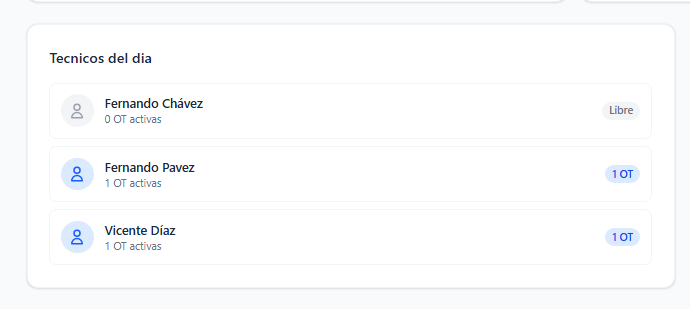 Tecnicos del dia
Fernando Chávez
0 OT activas
Libre
Fernando Pavez
1 OT activas
1 OT
Vicente Díaz
1 OT activas
1 OT